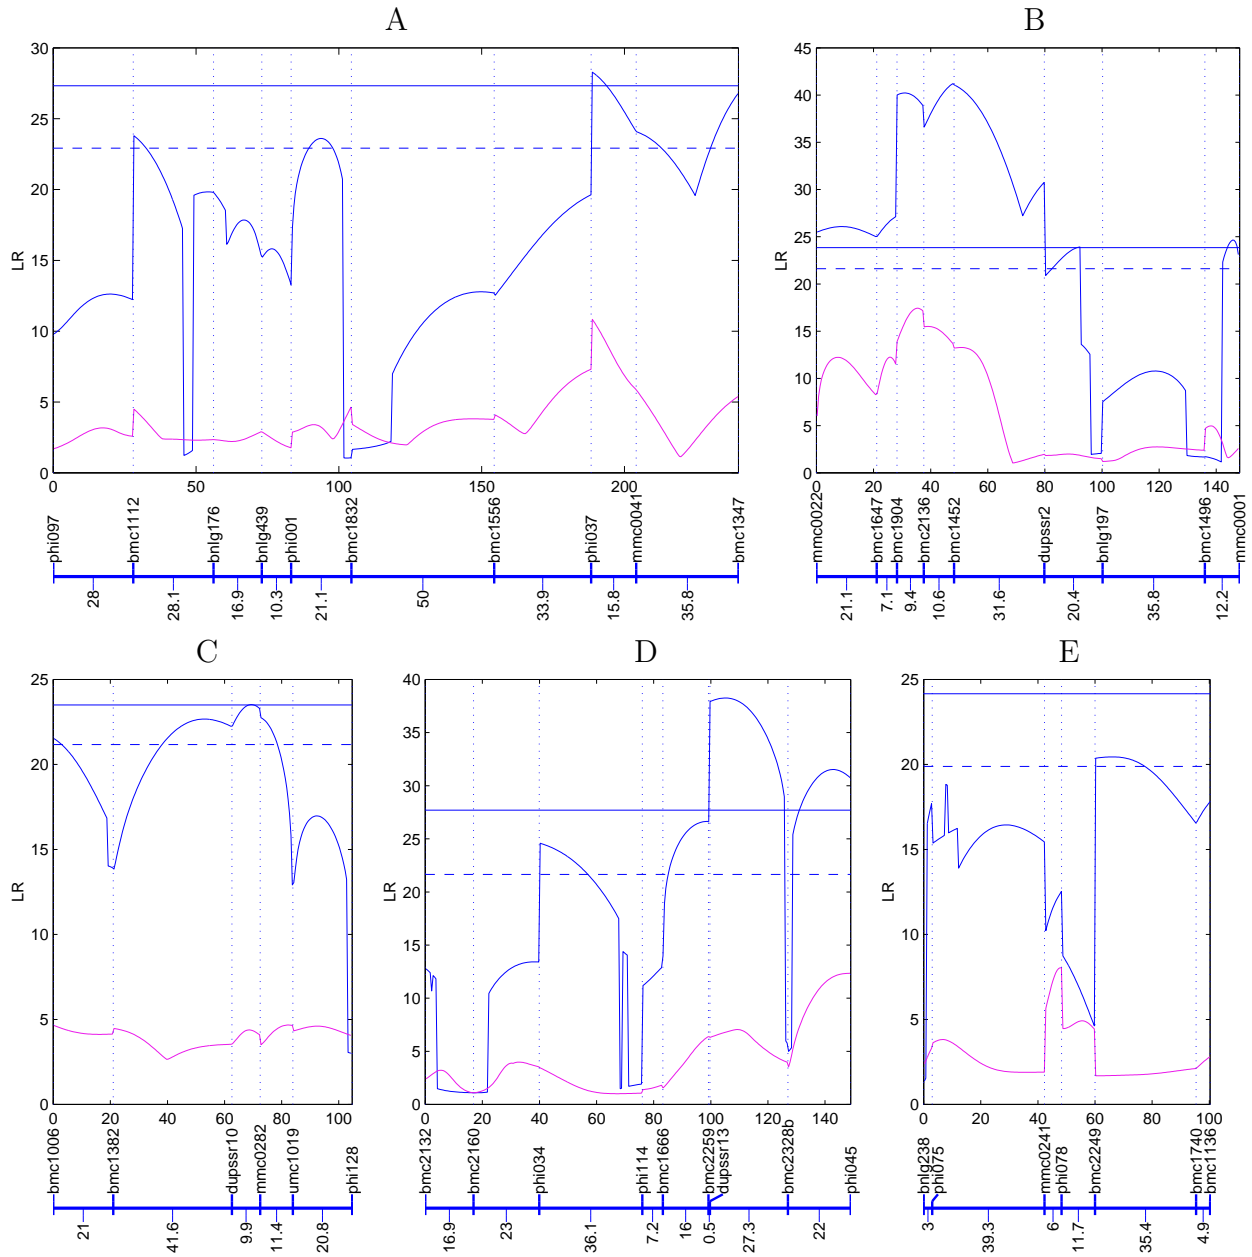 A
B
30
25
20
15
10
5
0
LR
0
50
100
150
200
phi097
bmc1112
bnlg176
bnlg439
phi001
bmc1832
bmc1556
phi037
mmc0041
bmc1347
28
28.1
16.9
10.3
21.1
50
33.9
15.8
35.8
45
40
35
30
25
20
15
10
5
0
LR
0
20
40
60
80
100
120
140
mmc0022
bmc1647
bmc1904
bmc2136
bmc1452
dupssr2
bnlg197
bmc1496
mmc0001
21.1
7.1
9.4
10.6
31.6
20.4
35.8
12.2
C
D
E
25
20
15
10
5
0
LR
0
20
40
60
80
100
bmc1006
bmc1382
dupssr10
mmc0282
umc1019
phi128
21
41.6
9.9
11.4
20.8
40
35
30
25
20
15
10
5
0
LR
0
20
40
60
80
100
120
140
bmc2132
bmc2160
phi034
phi114
bmc1666
bmc2259
dupssr13
bmc2328b
phi045
16.9
23
36.1
7.2
16
0.5
27.3
22
25
20
15
10
5
0
LR
0
20
40
60
80
100
bnlg238
phi075
mmc0241
phi078
bmc2249
bmc1740
bmc1136
3
39.3
6
11.7
35.4
4.9